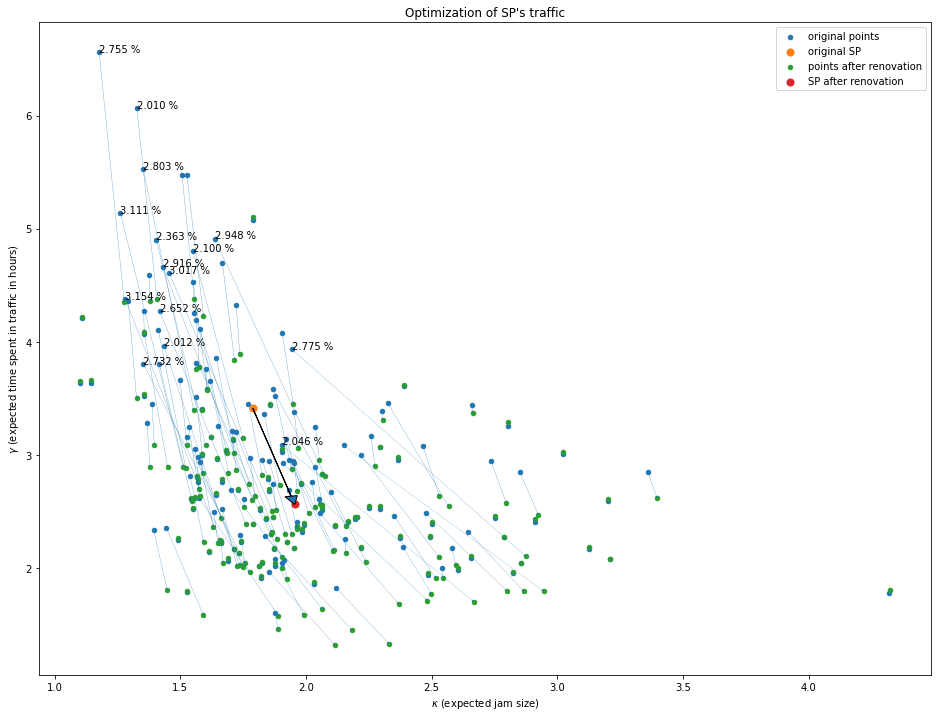 Optimization of SP's traffic
original points
original SP
points after renovation
SP after renovation
2.755 %
2.010 %
2.803 %
3.111 %
2.363 %
2.948 %
2.100 %
2.916 %
3.017 %
3.154 %
2.652 %
2.012 %
2.775 %
2.732 %
2.046 %
6
5
4
3
2
γ (expected time spent in traffic in hours)
1.0 1.5 2.0 2.5 3.0 3.5 4.0
κ (expected jam size)